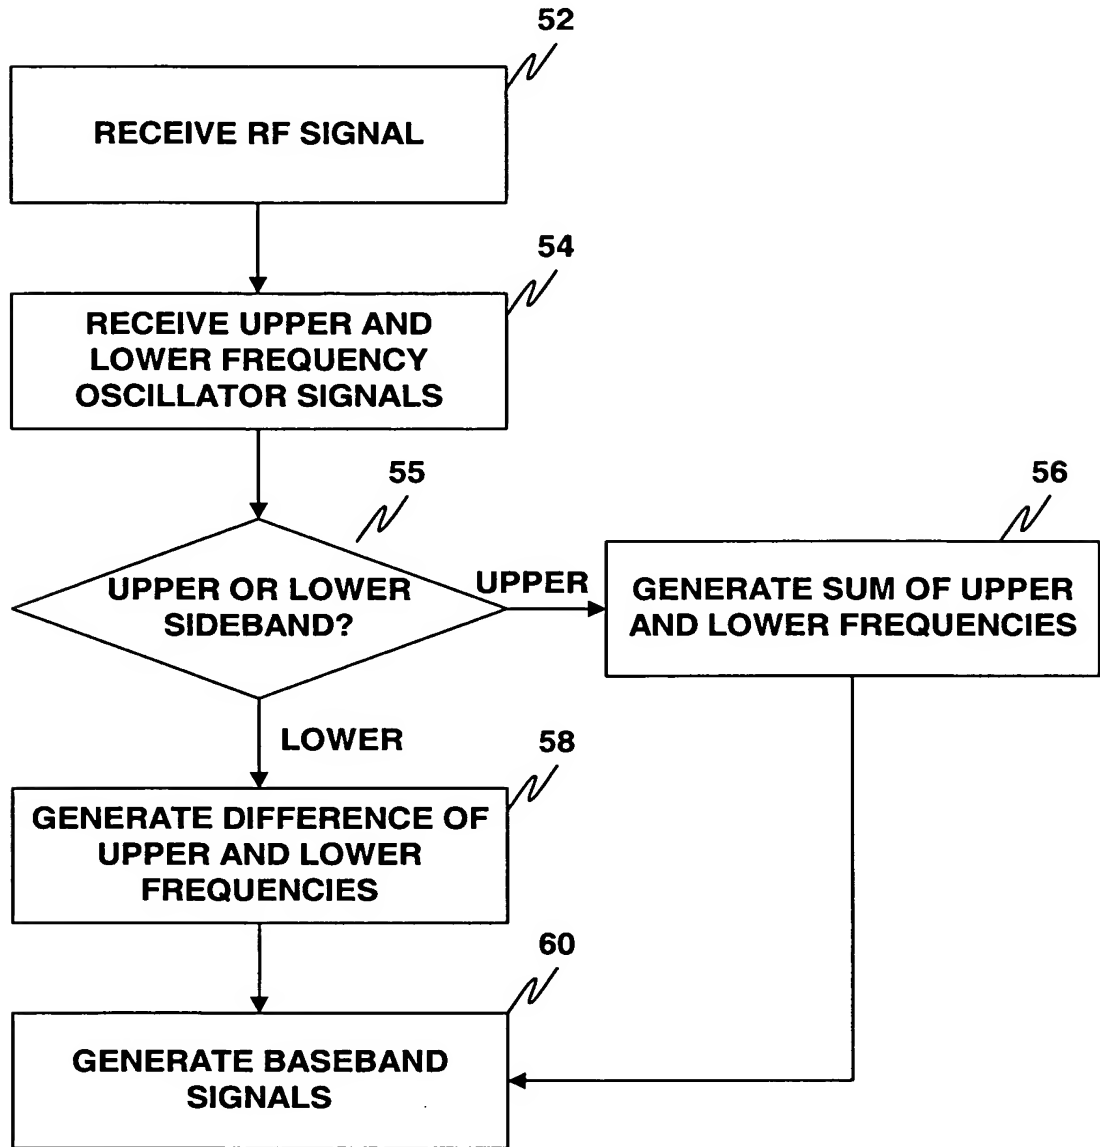 52
RECEIVE RF SIGNAL
54
RECEIVE UPPER AND
LOWER FREQUENCY
OSCILLATOR SIGNALS
55
UPPER OR LOWER
SIDEBAND?
UPPER
56
GENERATE SUM OF UPPER
AND LOWER FREQUENCIES
LOWER
58
GENERATE DIFFERENCE OF
UPPER AND LOWER
FREQUENCIES
60
GENERATE BASEBAND
SIGNALS